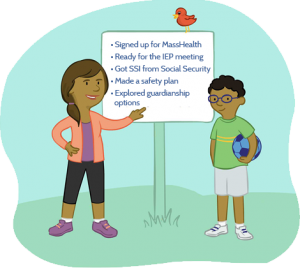 • Signed up for MassHealth
• Ready for the IEP meeting
• Got SSI from Social Security
• Made a safety plan
• Explored guardianship
options